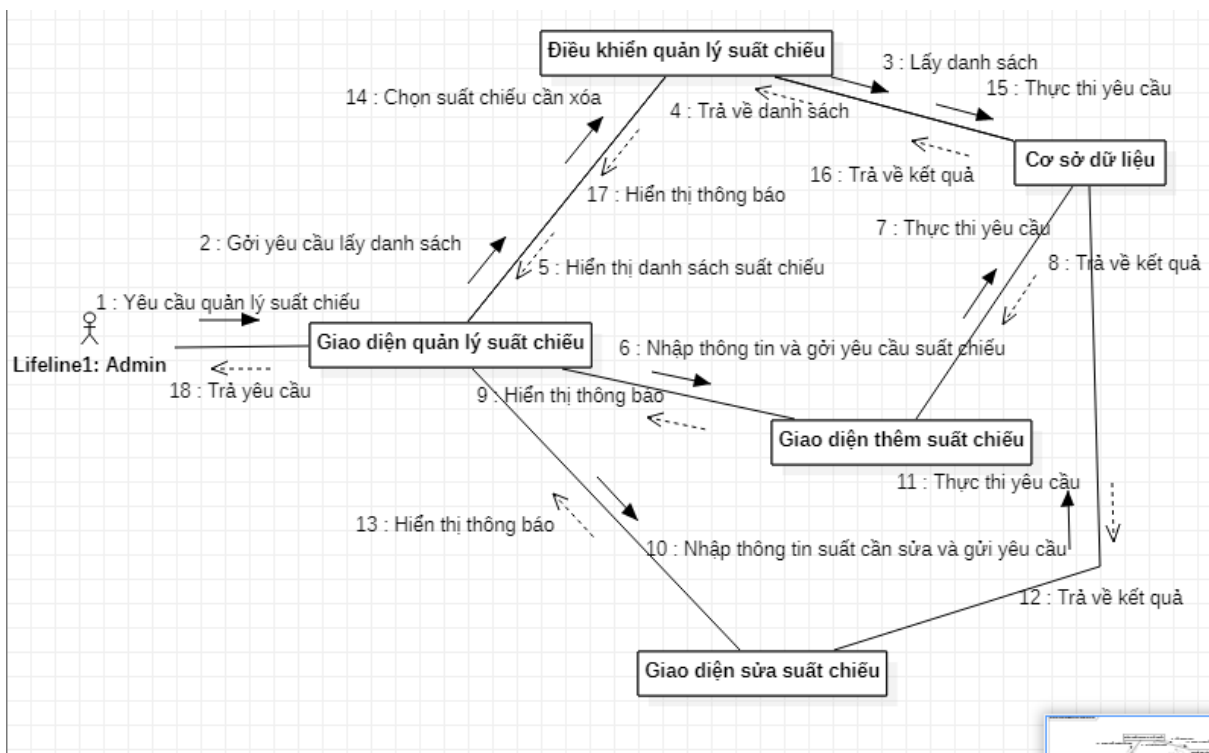 Điều khiển quản lý suất chiếu
3 : Lấy danh sách
15 : Thực thi yêu cầu
14 : Chọn suất chiếu cần xóa
4 : Trả về danh sách
Cơ sở dữ liệu
16 : Trả về kết quả
17 : Hiển thị thông báo
7 : Thực thi yêu cầu
2 : Gởi yêu cầu lấy danh sách
5 : Hiển thị danh sách suất chiếu
8 : Trả về kết quả
1 : Yêu cầu quản lý suất chiếu
Giao diện quản lý suất chiếu
6 : Nhập thông tin và gởi yêu cầu suất chiếu
Lifeline1: Admin
18 : Trả yêu cầu
9 : Hiển thị thông báo
Giao diện thêm suất chiếu
11 : Thực thi yêu cầu
13 : Hiển thị thông báo
10 : Nhập thông tin suất cần sửa và gửi yêu cầu
12 : Trả về kết quả
Giao diện sửa suất chiếu